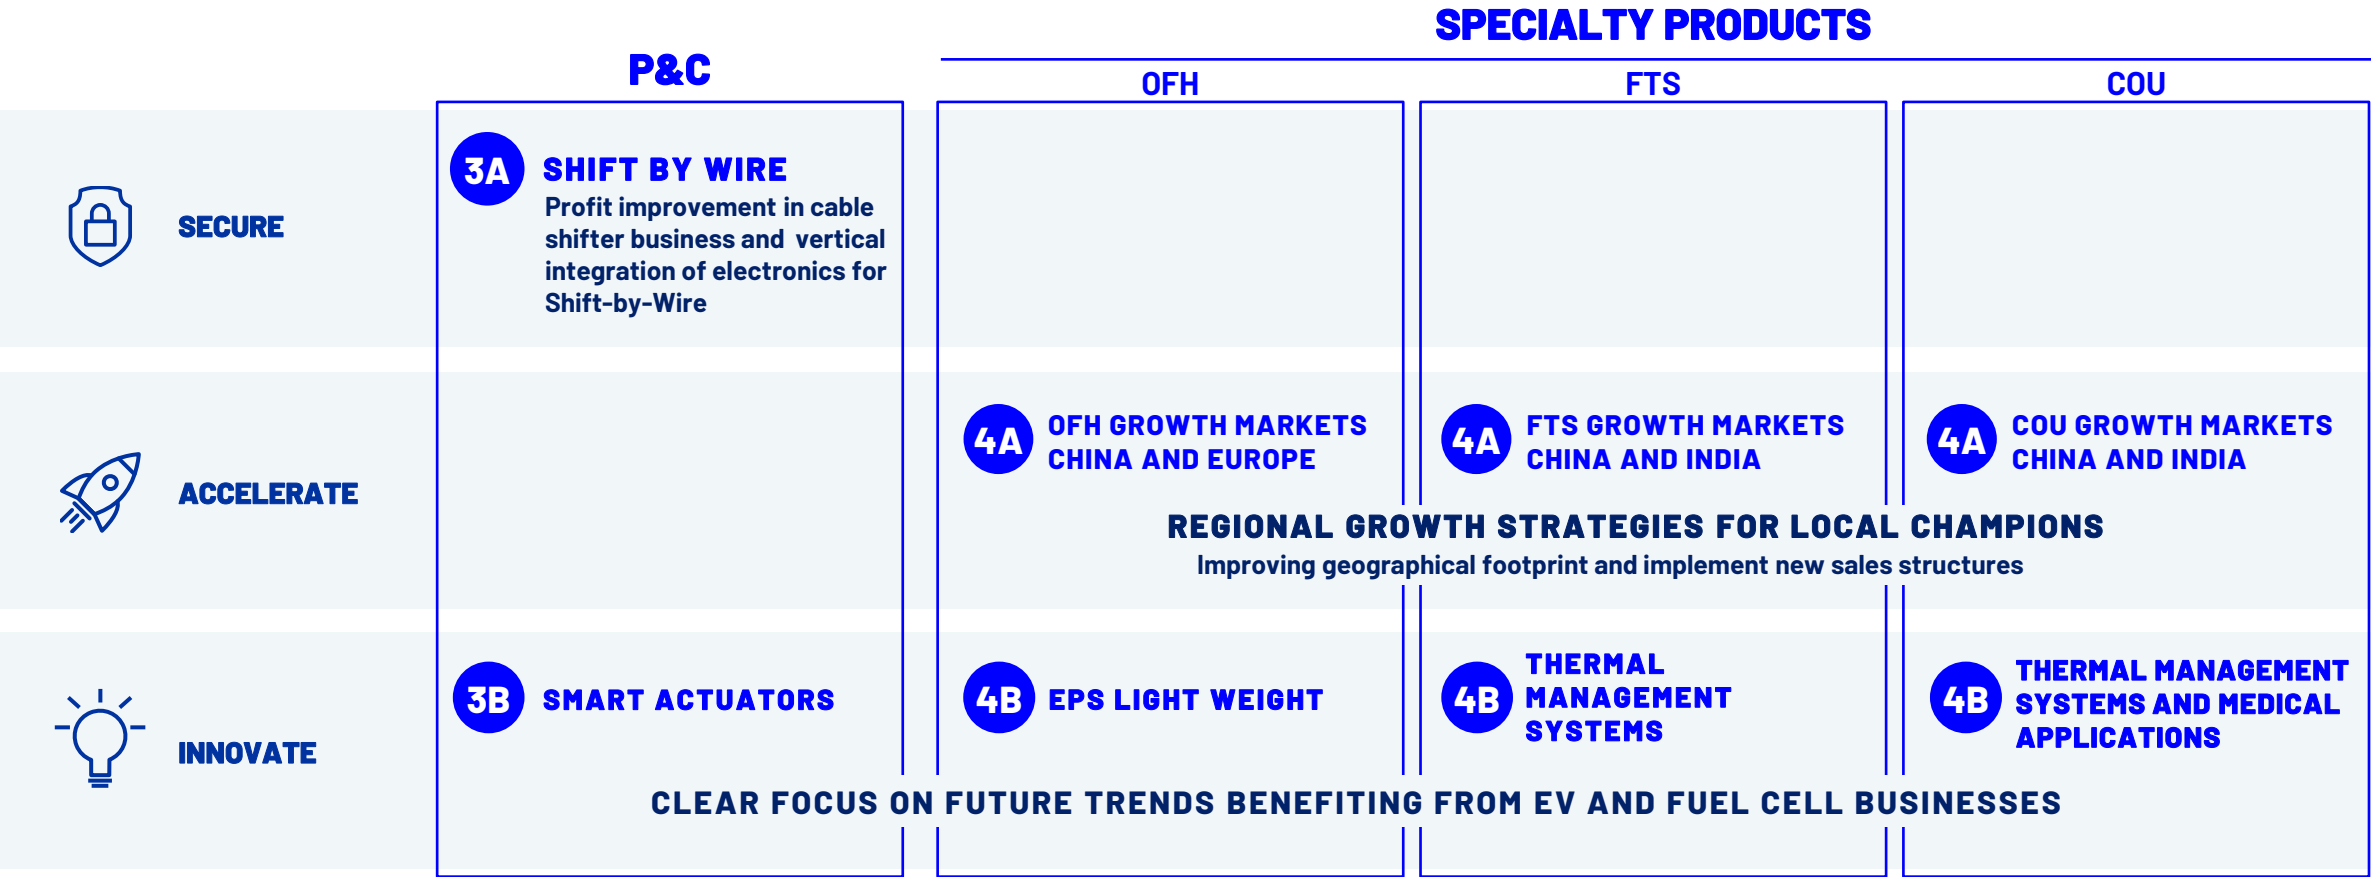 SPECIALTY PRODUCTS
P&C
OFH
FTS
COU
SECURE
3A
SHIFT BY WIRE
Profit improvement in cable
shifter business and vertical
integration of electronics for
Shift-by-Wire
ACCELERATE
4A
OFH GROWTH MARKETS
CHINA AND EUROPE
4A
FTS GROWTH MARKETS
CHINA AND INDIA
4A
COU GROWTH MARKETS
CHINA AND INDIA
REGIONAL GROWTH STRATEGIES FOR LOCAL CHAMPIONS
Improving geographical footprint and implement new sales structures
INNOVATE
3B
SMART ACTUATORS
4B
EPS LIGHT WEIGHT
4B
THERMAL
MANAGEMENT
SYSTEMS
4B
THERMAL MANAGEMENT
SYSTEMS AND MEDICAL
APPLICATIONS
CLEAR FOCUS ON FUTURE TRENDS BENEFITING FROM EV AND FUEL CELL BUSINESSES